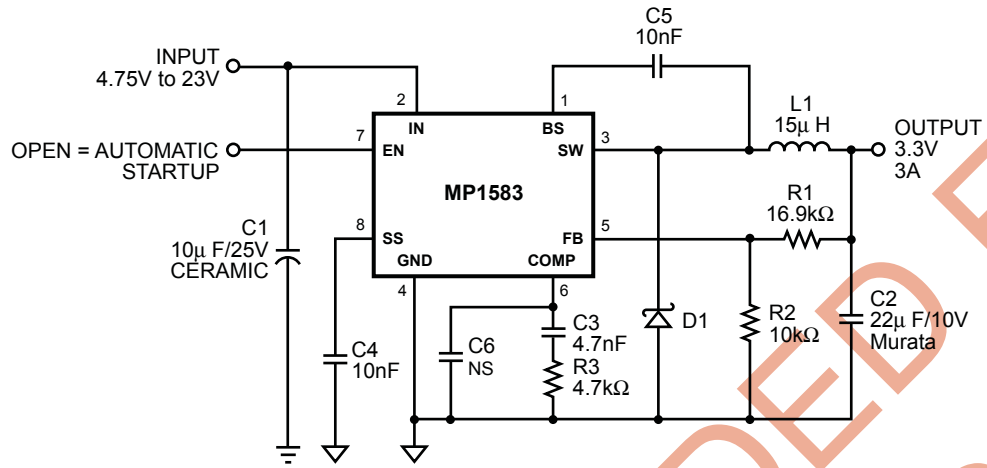 INPUT
4.75V to 23V
OPEN = AUTOMATIC
STARTUP
C1
10μ F/25V
CERAMIC
C4
10nF
C5
10nF
2
1
IN
BS
7
EN
SW
3
MP1583
8
SS
FB
5
GND
COMP
4
6
C6
NS
C3
4.7nF
R3
4.7kΩ
D1
L1
15μ H
OUTPUT
3.3V
3A
R1
16.9kΩ
R2
10kΩ
C2
22μ F/10V
Murata